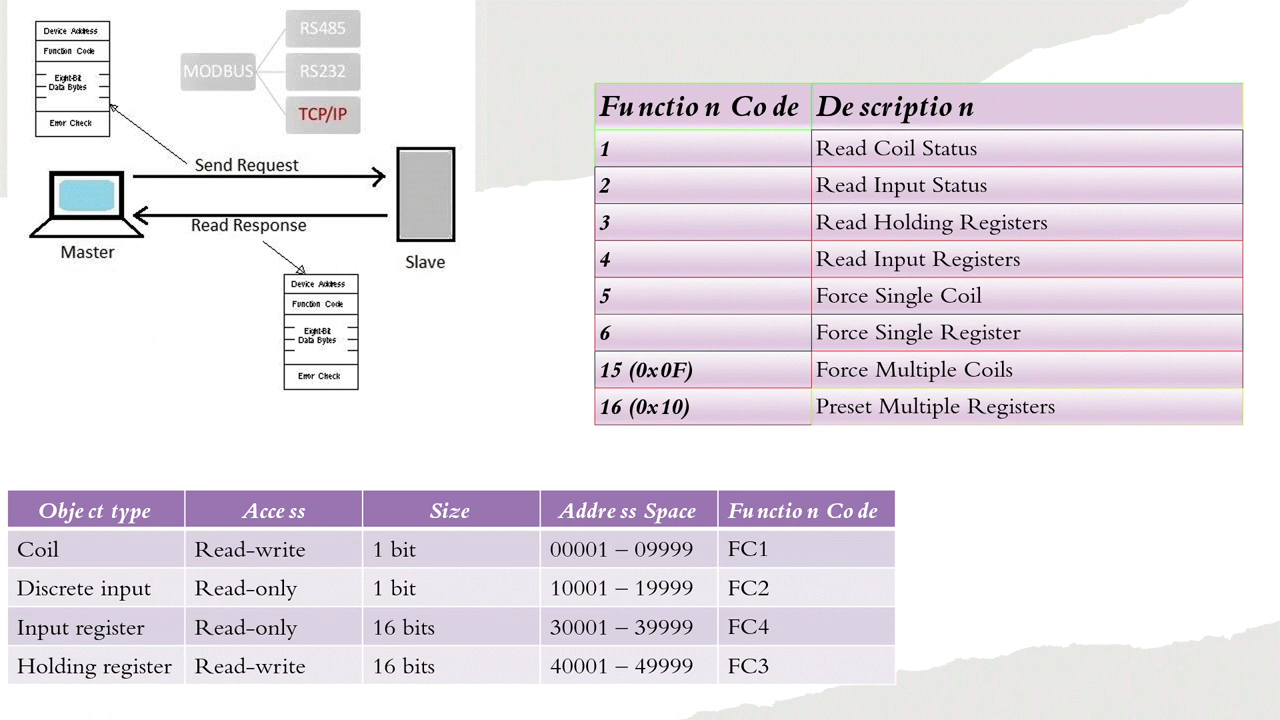 Device Address
Function Code
Eight-Bit
Data Bytes
Error Check
MODBUS
RS485
RS232
TCP/IP
Send Request
Read Response
Master
Slave
Device Address
Function Code
Eight-Bit
Data Bytes
Error Check
Function Code Description
1 Read Coil Status
2 Read Input Status
3 Read Holding Registers
4 Read Input Registers
5 Force Single Coil
6 Force Single Register
15 (0x0F) Force Multiple Coils
16 (0x10) Preset Multiple Registers
Object type Access Size Address Space Function Code
Coil Read-write 1 bit 00001 – 09999 FC1
Discrete input Read-only 1 bit 10001 – 19999 FC2
Input register Read-only 16 bits 30001 – 39999 FC4
Holding register Read-write 16 bits 40001 – 49999 FC3